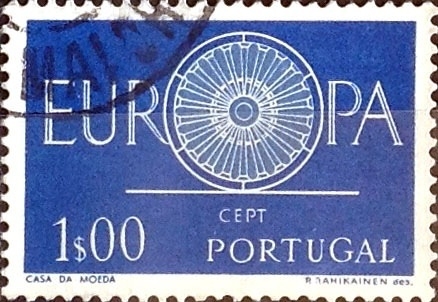 EUROPA
CEPT
1$00 PORTUGAL
CASA DA MOEDA P. RAHIKAINEN des.